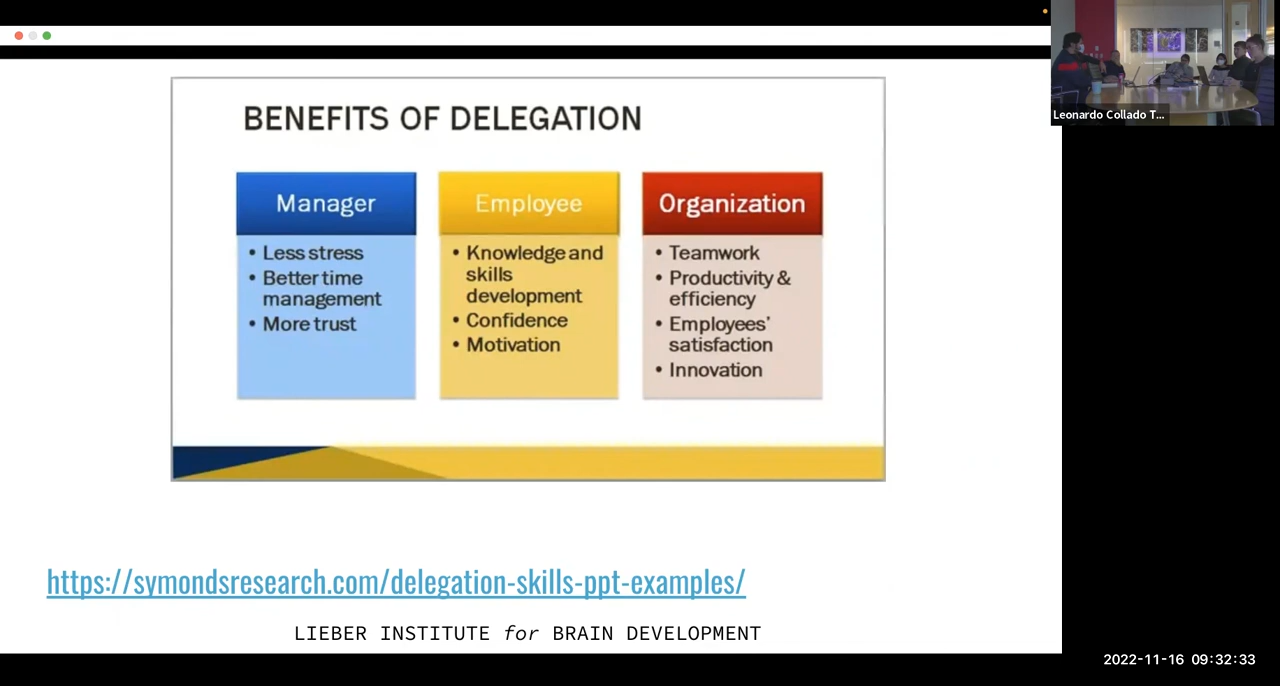 Leonardo Collado T...
BENEFITS OF DELEGATION
Manager
• Less stress
• Better time
management
• More trust
Employee
• Knowledge and
skills
development
• Confidence
• Motivation
Organization
• Teamwork
• Productivity &
efficiency
• Employees'
satisfaction
• Innovation
https://symondsresearch.com/delegation-skills-ppt-examples/
LIEBER INSTITUTE for BRAIN DEVELOPMENT
2022-11-16 09:32:33